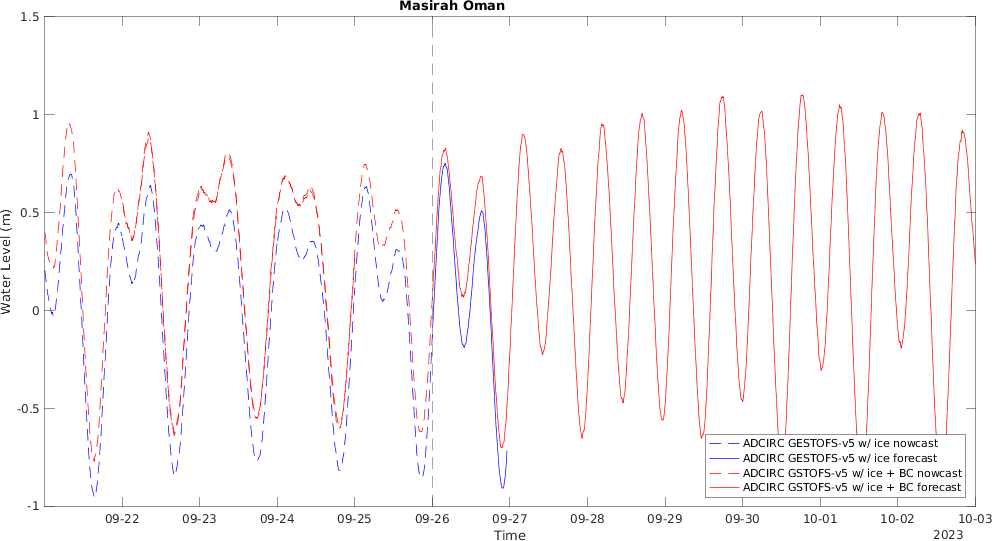 Masirah Oman
1.5
1
0.5
0
-0.5
-1
Water Level (m)
09-22 09-23 09-24 09-25 09-26 09-27 09-28 09-29 09-30 10-01 10-02 10-03
Time
2023
ADCIRC GESTOFS-v5 w/ ice nowcast
ADCIRC GESTOFS-v5 w/ ice forecast
ADCIRC GSTOFS-v5 w/ ice + BC nowcast
ADCIRC GSTOFS-v5 w/ ice + BC forecast